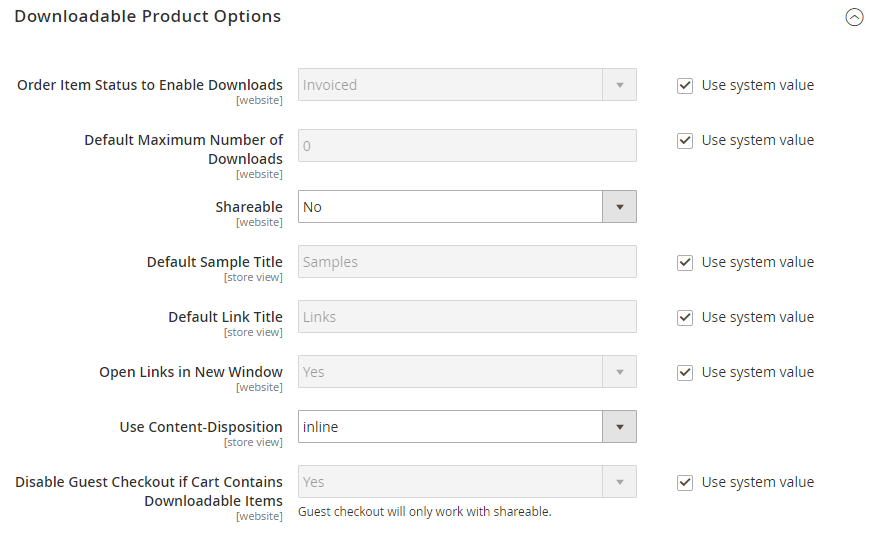 Downloadable Product Options
Order Item Status to Enable Downloads Invoiced Use system value
[website]
Default Maximum Number of 0 Use system value
Downloads
[website]
Shareable No
[website]
Default Sample Title Samples Use system value
[store view]
Default Link Title Links Use system value
[store view]
Open Links in New Window Yes Use system value
[website]
Use Content-Disposition inline
[store view]
Disable Guest Checkout if Cart Contains Yes Use system value
Downloadable Items
[website] Guest checkout will only work with shareable.